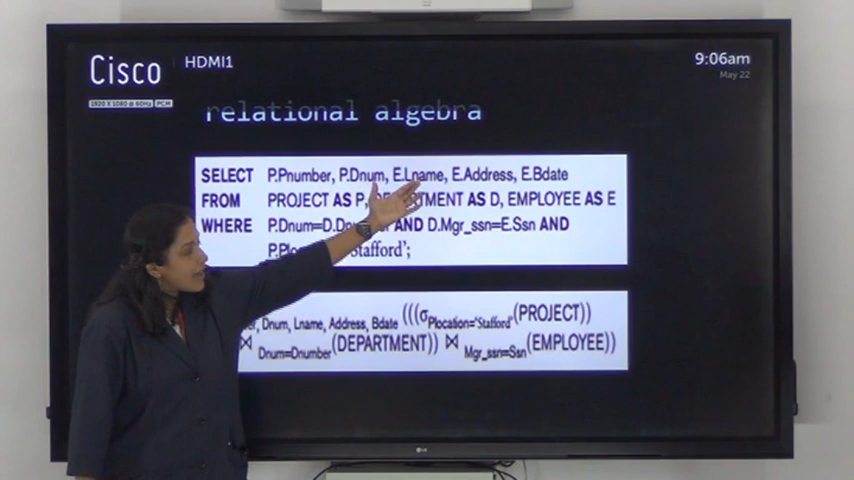 Cisco HDMI1 9:06am
May 22
1920 X 1080 @ 60Hz PCM
relational algebra
SELECT P.Pnumber, P.Dnum, E.Lname, E.Address, E.Bdate
FROM PROJECT AS P, AS D, EMPLOYEE AS E
WHERE AND D.Mgr_ssn=E.Ssn AND
Stafford';
Dnum, Lname, Address, Bdate (((σPlocation='Stafford'(PROJECT))
⋈ Dnum=Dnumber(DEPARTMENT)) ⋈ Mgr_ssn=Ssn(EMPLOYEE))
LG